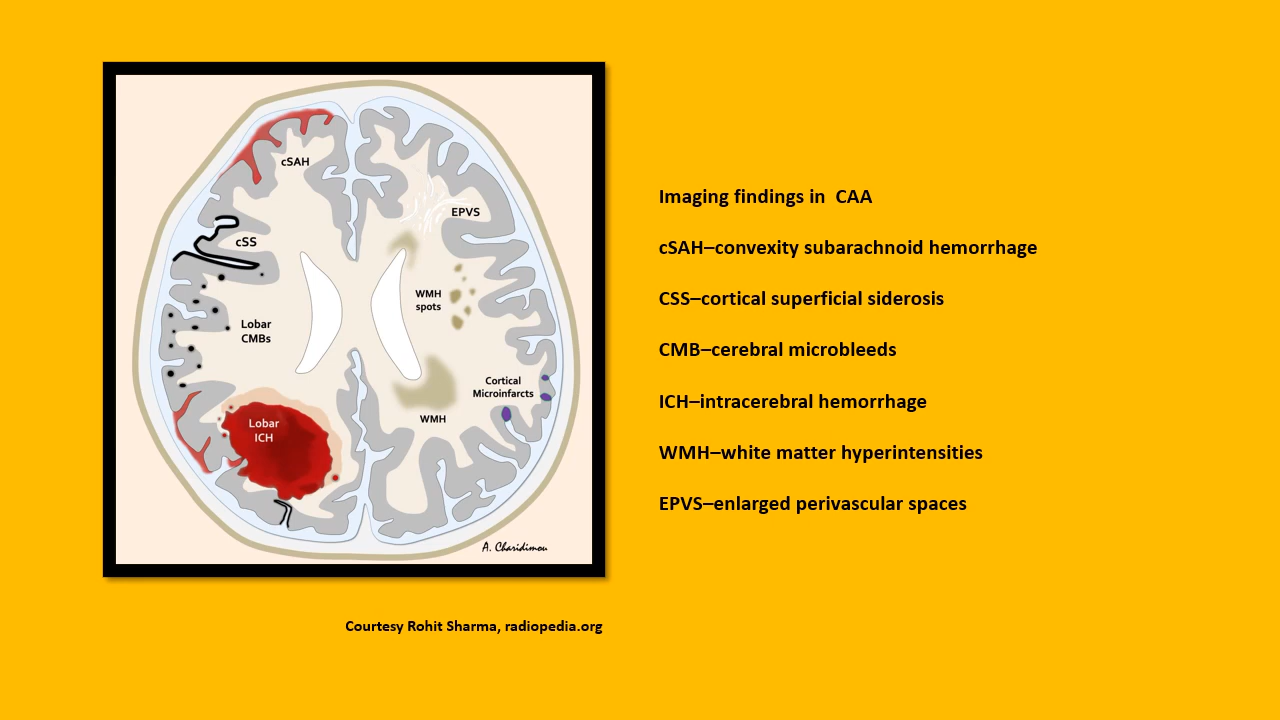 cSAH
EPVS
cSS
WMH
spots
Lobar
CMBs
Cortical
Microinfarcts
WMH
Lobar
ICH
A. Charidimou
Imaging findings in  CAA
cSAH–convexity subarachnoid hemorrhage
CSS–cortical superficial siderosis
CMB–cerebral microbleeds
ICH–intracerebral hemorrhage
WMH–white matter hyperintensities
EPVS–enlarged perivascular spaces
Courtesy Rohit Sharma, radiopedia.org